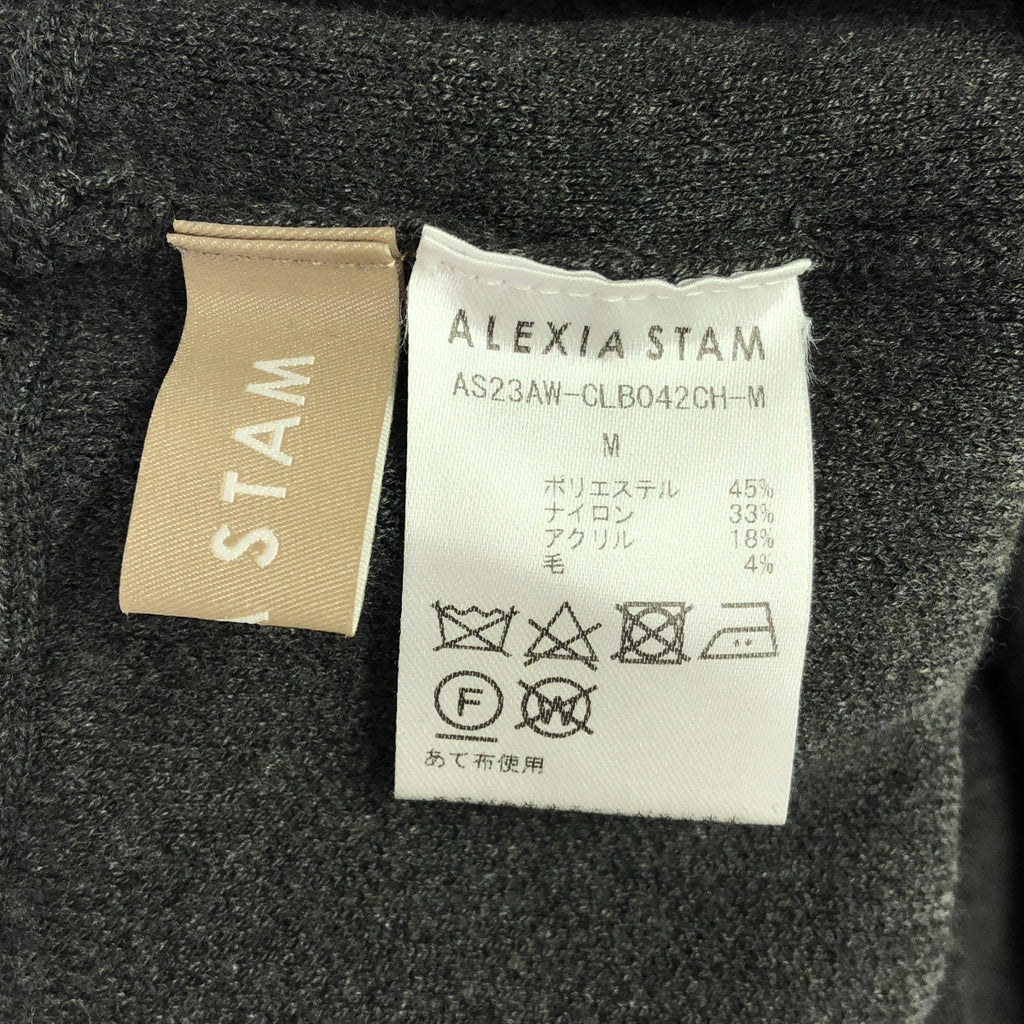 STAM
ALEXIA STAM
AS23AW-CLB042CH-M
M
ポリエステル 45%
ナイロン 33%
アクリル 18%
毛 4%
F W
あて布使用